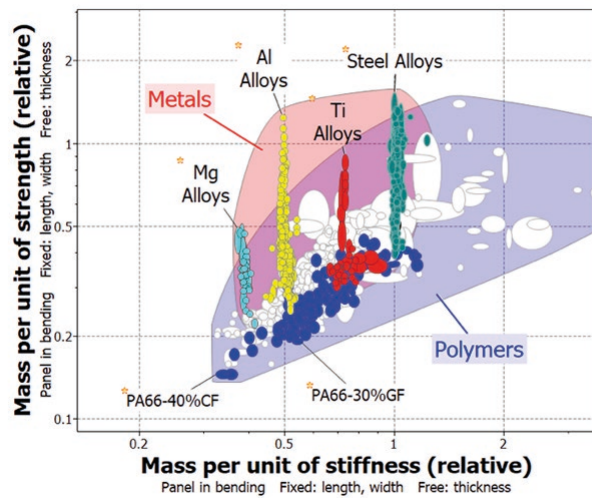 Mass per unit of strength (relative)
Panel in bending Fixed: length, width Free: thickness
2
1
0.5
0.2
0.1
Al
Alloys
Steel Alloys
Metals
Ti
Alloys
Mg
Alloys
Polymers
PA66-40%CF
PA66-30%GF
0.2
0.5
1
2
Mass per unit of stiffness (relative)
Panel in bending Fixed: length, width Free: thickness